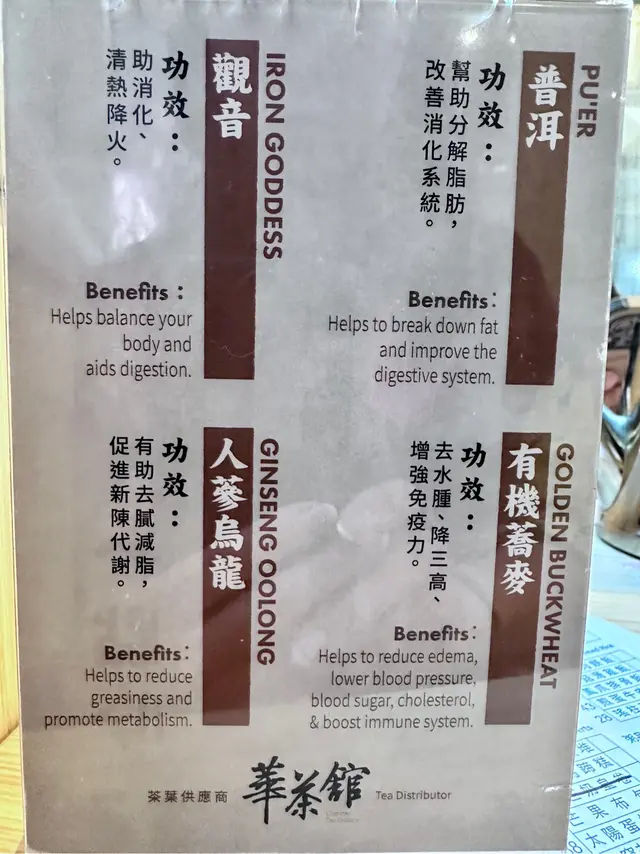 普洱
PU'ER
功效：
幫助分解脂肪，
改善消化系統。
Benefits:
Helps to break down fat
and improve the
digestive system.
觀音
IRON GODDESS
功效：
助消化、
清熱降火。
Benefits:
Helps balance your
body and
aids digestion.
有機蕎麥
GOLDEN BUCKWHEAT
功效：
去水腫、降三高、
增強免疫力。
Benefits:
Helps to reduce edema,
lower blood pressure,
blood sugar, cholesterol,
& boost immune system.
人蔘烏龍
GINSENG OOLONG
功效：
有助去膩減脂，
促進新陳代謝。
Benefits:
Helps to reduce
greasiness and
promote metabolism.
茶葉供應商 華茶館 Tea Distributor
太陽蛋